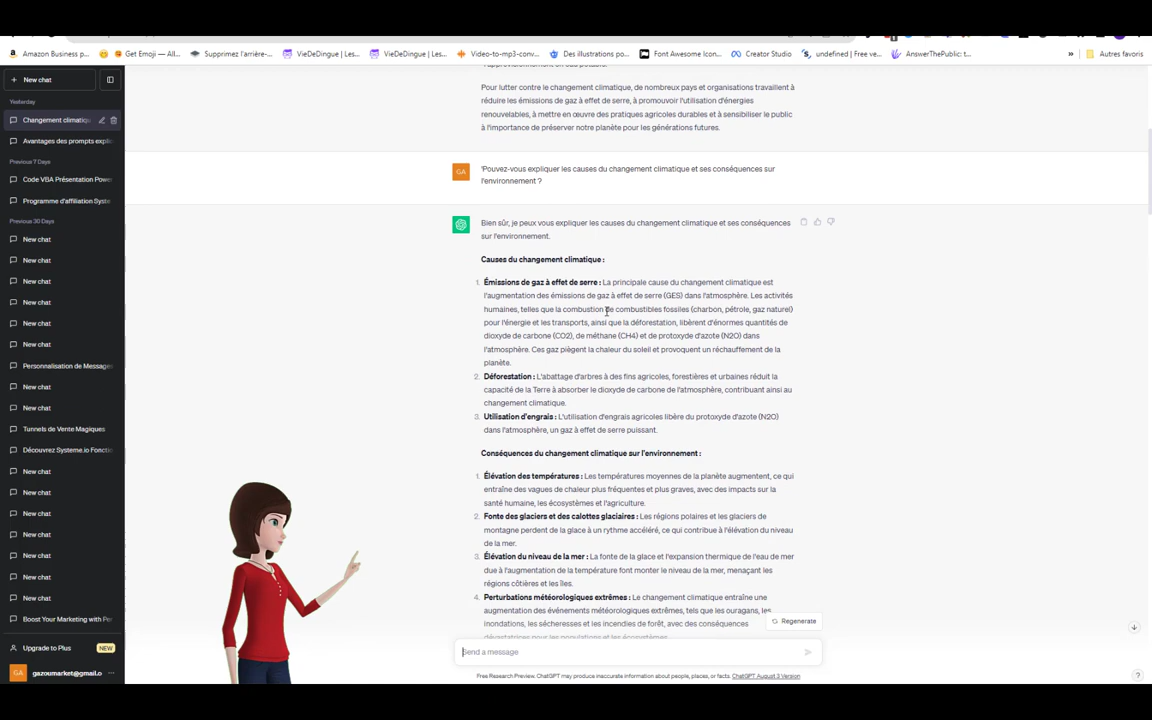 Amazon Business p...
Get Emoji — All...
Supprimez l'arrière-...
VieDeDingue | Les...
VieDeDingue | Les...
Video-to-mp3-conv...
Des illustrations po...
Font Awesome Icon...
Creator Studio
undefined | Free ve...
AnswerThePublic: t...
»
Autres favoris
New chat
Yesterday
Changement climatiqu
Avantages des prompts explic
Previous 7 Days
Code VBA Présentation Powe
Programme d'affiliation Syste
Previous 30 Days
New chat
New chat
New chat
New chat
New chat
New chat
Personnalisation de Messages
New chat
New chat
Tunnels de Vente Magiques
Découvrez Systeme.io Fonctio
New chat
New chat
New chat
New chat
New chat
New chat
New chat
Boost Your Marketing with Pe
Upgrade to Plus NEW
GA gazoumarket@gmail.o ...
Pour lutter contre le changement climatique, de nombreux pays et organisations travaillent à
réduire les émissions de gaz à effet de serre, à promouvoir l'utilisation d'énergies
renouvelables, à mettre en œuvre des pratiques agricoles durables et à sensibiliser le public
à l'importance de préserver notre planète pour les générations futures.
GA
'Pouvez-vous expliquer les causes du changement climatique et ses conséquences sur
l'environnement ?
Bien sûr, je peux vous expliquer les causes du changement climatique et ses conséquences
sur l'environnement.
Causes du changement climatique :
1. Émissions de gaz à effet de serre : La principale cause du changement climatique est
l'augmentation des émissions de gaz à effet de serre (GES) dans l'atmosphère. Les activités
humaines, telles que la combustion de combustibles fossiles (charbon, pétrole, gaz naturel)
pour l'énergie et les transports, ainsi que la déforestation, libèrent d'énormes quantités de
dioxyde de carbone (CO2), de méthane (CH4) et de protoxyde d'azote (N2O) dans
l'atmosphère. Ces gaz piègent la chaleur du soleil et provoquent un réchauffement de la
planète.
2. Déforestation : L'abattage d'arbres à des fins agricoles, forestières et urbaines réduit la
capacité de la Terre à absorber le dioxyde de carbone de l'atmosphère, contribuant ainsi au
changement climatique.
3. Utilisation d'engrais : L'utilisation d'engrais agricoles libère du protoxyde d'azote (N2O)
dans l'atmosphère, un gaz à effet de serre puissant.
Conséquences du changement climatique sur l'environnement :
1. Élévation des températures : Les températures moyennes de la planète augmentent, ce qui
entraîne des vagues de chaleur plus fréquentes et plus graves, avec des impacts sur la
santé humaine, les écosystèmes et l'agriculture.
2. Fonte des glaciers et des calottes glaciaires : Les régions polaires et les glaciers de
montagne perdent de la glace à un rythme accéléré, ce qui contribue à l'élévation du niveau
de la mer.
3. Élévation du niveau de la mer : La fonte de la glace et l'expansion thermique de l'eau de mer
due à l'augmentation de la température font monter le niveau de la mer, menaçant les
régions côtières et les îles.
4. Perturbations météorologiques extrêmes : Le changement climatique entraîne une
augmentation des événements météorologiques extrêmes, tels que les ouragans, les
inondations, les sécheresses et les incendies de forêt, avec des conséquences
dévastatrices pour les populations et les écosystèmes.
Regenerate
Send a message
Free Research Preview. ChatGPT may produce inaccurate information about people, places, or facts. ChatGPT August 3 Version
?